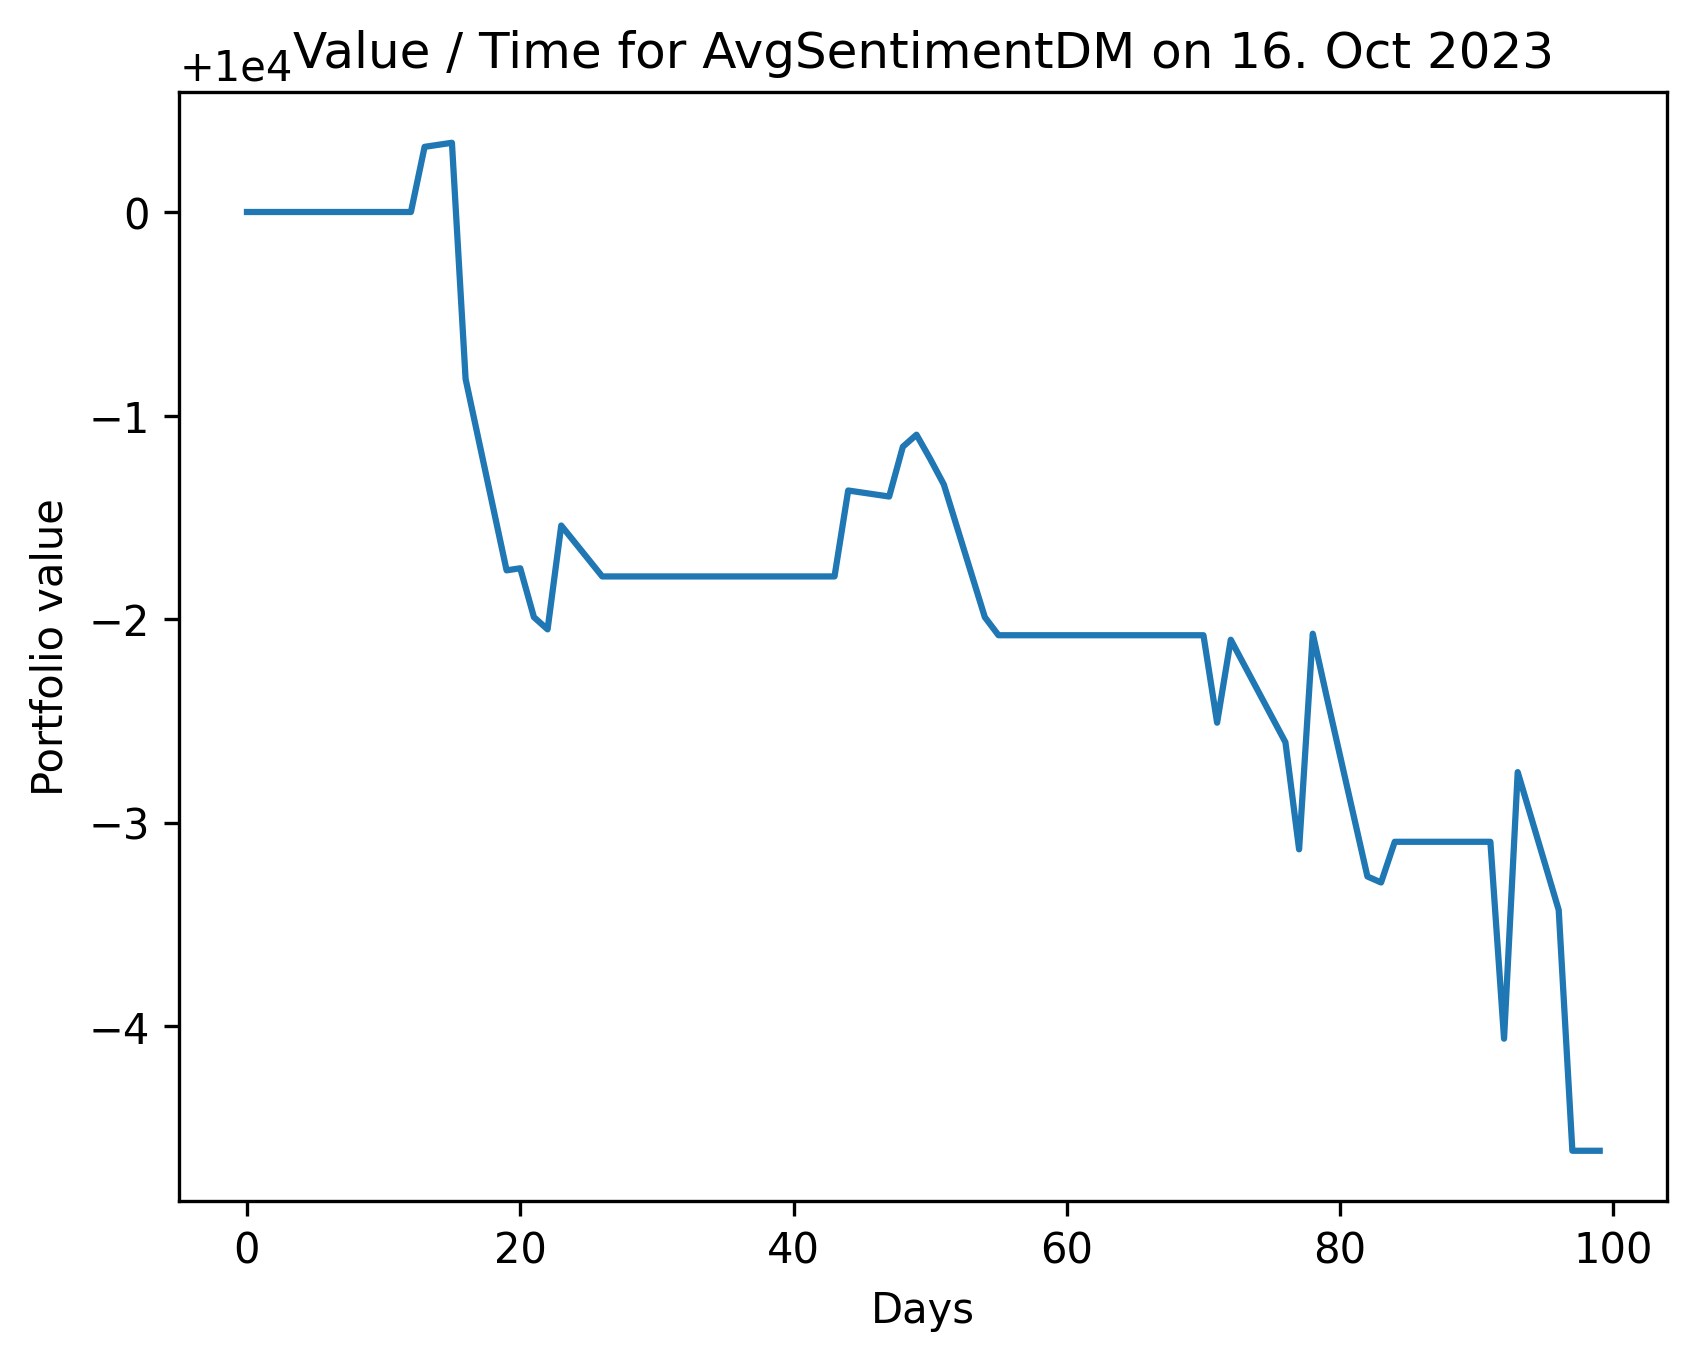 Value / Time for AvgSentimentDM on 16. Oct 2023
+1e4
0
−1
−2
−3
−4
Portfolio value
0 20 40 60 80 100
Days